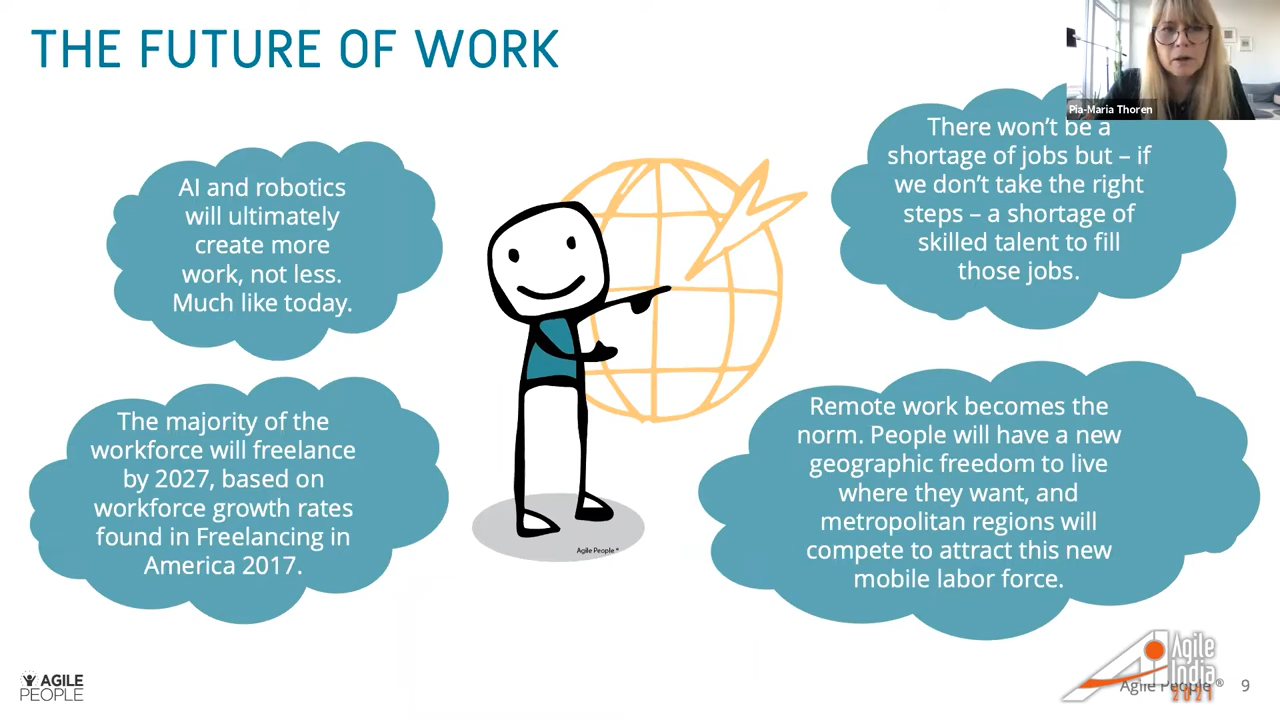 THE FUTURE OF WORK
Pia-Maria Thoren
AI and robotics
will ultimately
create more
work, not less.
Much like today.
There won't be a
shortage of jobs but – if
we don't take the right
steps – a shortage of
skilled talent to fill
those jobs.
The majority of the
workforce will freelance
by 2027, based on
workforce growth rates
found in Freelancing in
America 2017.
Remote work becomes the
norm. People will have a new
geographic freedom to live
where they want, and
metropolitan regions will
compete to attract this new
mobile labor force.
Agile People®
AGILE
PEOPLE
Agile People®
9
Agile
India
2021